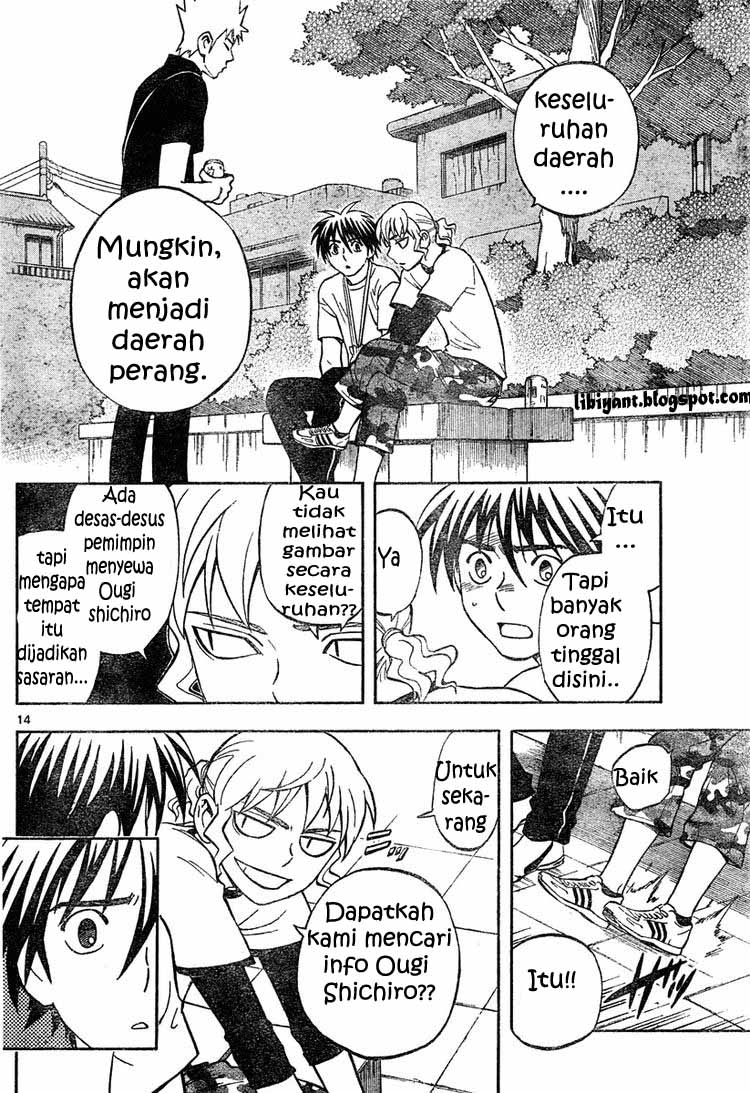 keselu-
ruhan
daerah
....
Mungkin,
akan
menjadi
daerah
perang.
libiyant.blogspot.com
Itu
...
Tapi
banyak
orang
tinggal
disini..
Ya
Kau
tidak
melihat
gambar
secara
keselu-
ruhan??
Ada
desas-desus
pemimpin
menyewa
Ougi
Shichiro
tapi
mengapa
tempat
itu
dijadikan
sasaran...
14
Baik
Itu!!
Untuk
seka-
rang
Dapatkah
kami mencari
info Ougi
Shichiro??